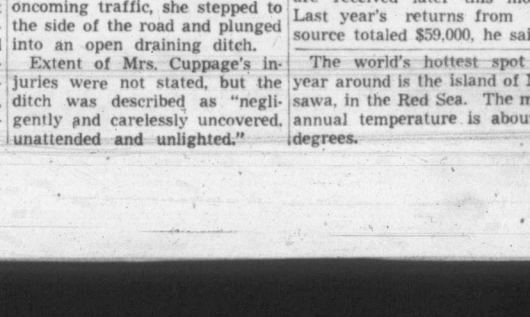 oncoming traffic, she stepped to
the side of the road and plunged
into an open draining ditch.
Extent of Mrs. Cuppage's in-
juries were not stated, but the
ditch was described as "negli-
gently and carelessly uncovered,
unattended and unlighted."
Last year's returns from
source totaled $59,000, he sai
The world's hottest spot
year around is the island of
sawa, in the Red Sea. The
annual temperature is abou
degrees.